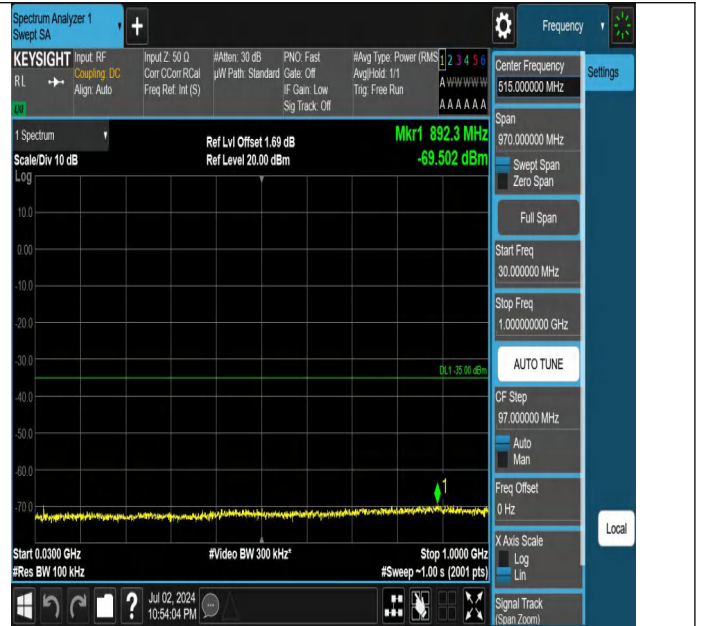 Spectrum Analyzer 1
Swept SA
Frequency
KEYSIGHT
RL
LXI
Input: RF
Coupling: DC
Align: Auto
Input Z: 50 Ω
Corr CCorr RCal
Freq Ref: Int (S)
#Atten: 30 dB
µW Path: Standard
PNO: Fast
Gate: Off
IF Gain: Low
Sig Track: Off
#Avg Type: Power (RMS
Avg|Hold: 1/1
Trig: Free Run
1 2 3 4 5 6
A W W W W W
A A A A A A
1 Spectrum
Scale/Div 10 dB
Log
Ref Lvl Offset 1.69 dB
Ref Level 20.00 dBm
Mkr1 892.3 MHz
-69.502 dBm
10.0
0.00
-10.0
-20.0
-30.0
DL1 -35.00 dBm
-40.0
-50.0
-60.0
1
-70.0
Start 0.0300 GHz
#Res BW 100 kHz
#Video BW 300 kHz*
Stop 1.0000 GHz
#Sweep ~1.00 s (2001 pts)
Center Frequency
515.000000 MHz
Settings
Span
970.000000 MHz
Swept Span
Zero Span
Full Span
Start Freq
30.000000 MHz
Stop Freq
1.000000000 GHz
AUTO TUNE
CF Step
97.000000 MHz
Auto
Man
Freq Offset
0 Hz
X Axis Scale
Log
Lin
Local
Signal Track
(Span Zoom)
?
Jul 02, 2024
10:54:04 PM